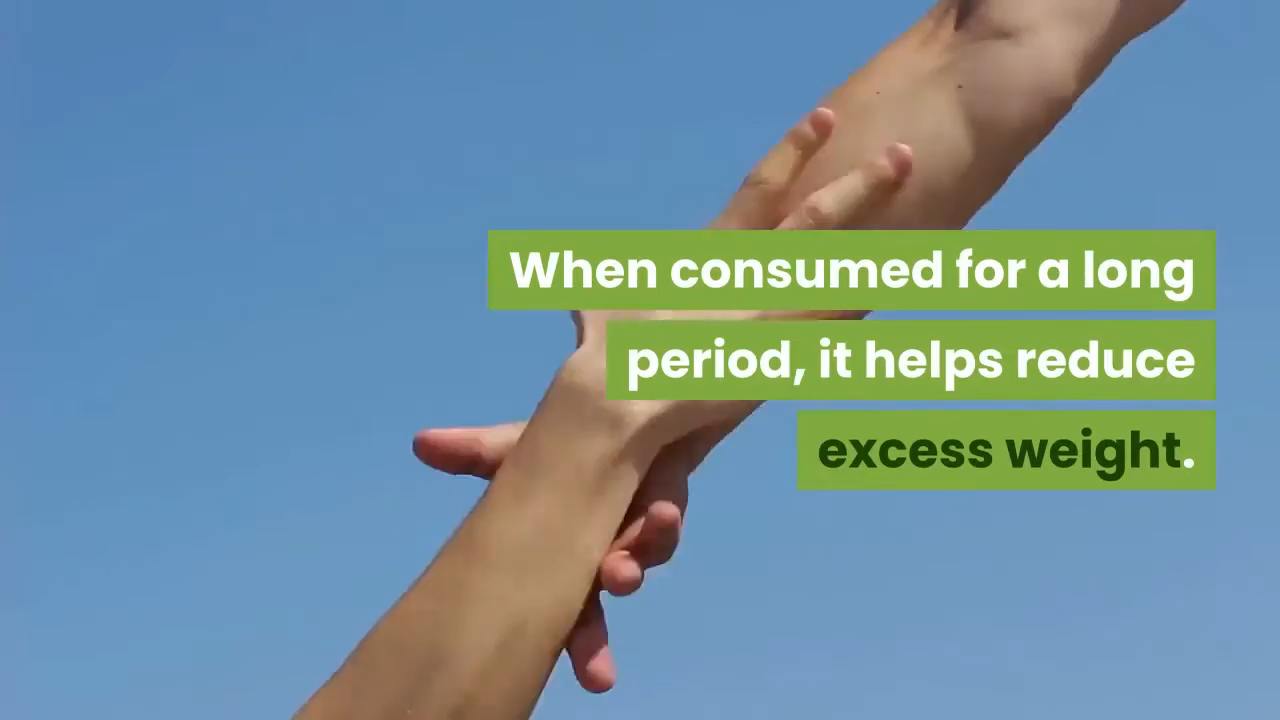 When consumed for a long
period, it helps reduce
excess weight.